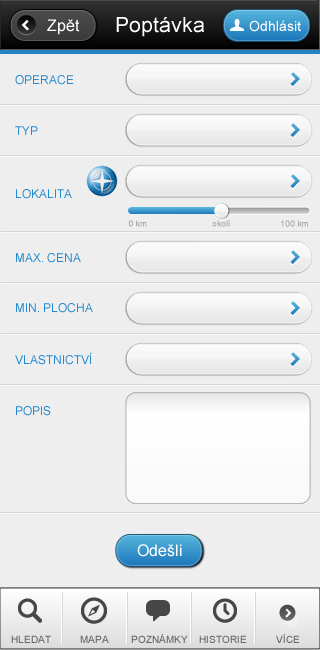 Zpět Poptávka Odhlásit
OPERACE
TYP
LOKALITA
0 km okolí 100 km
MAX. CENA
MIN. PLOCHA
VLASTNICTVÍ
POPIS
Odešli
HLEDAT MAPA POZNÁMKY HISTORIE VÍCE